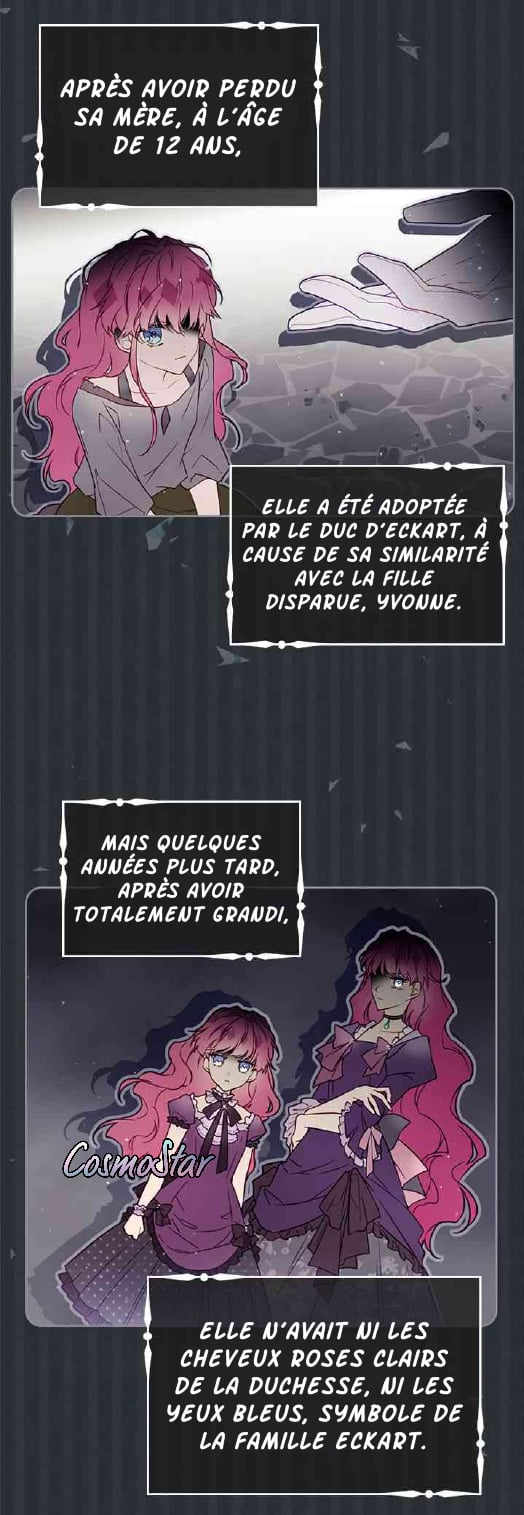 APRÈS AVOIR PERDU
SA MÈRE, À L'ÂGE
DE 12 ANS,
ELLE A ÉTÉ ADOPTÉE
PAR LE DUC D'ECKART, À
CAUSE DE SA SIMILARITÉ
AVEC LA FILLE
DISPARUE, YVONNE.
MAIS QUELQUES
ANNÉES PLUS TARD,
APRÈS AVOIR
TOTALEMENT GRANDI,
CosmoStar
ELLE N'AVAIT NI LES
CHEVEUX ROSES CLAIRS
DE LA DUCHESSE, NI LES
YEUX BLEUS, SYMBOLE DE
LA FAMILLE ECKART.